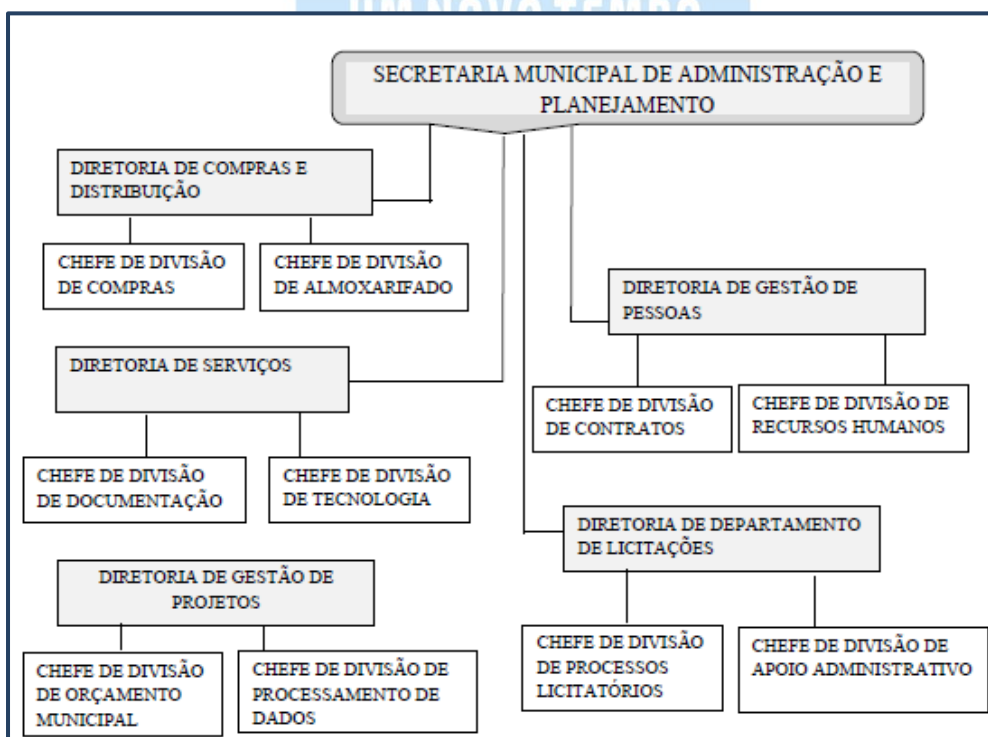 UM NOVO TEMPO
SECRETARIA MUNICIPAL DE ADMINISTRAÇÃO E
PLANEJAMENTO
DIRETORIA DE COMPRAS E
DISTRIBUIÇÃO
CHEFE DE DIVISÃO
DE COMPRAS
CHEFE DE DIVISÃO
DE ALMOXARIFADO
DIRETORIA DE GESTÃO DE
PESSOAS
CHEFE DE DIVISÃO
DE CONTRATOS
CHEFE DE DIVISÃO DE
RECURSOS HUMANOS
DIRETORIA DE SERVIÇOS
CHEFE DE DIVISÃO
DE DOCUMENTAÇÃO
CHEFE DE DIVISÃO
DE TECNOLOGIA
DIRETORIA DE DEPARTAMENTO
DE LICITAÇÕES
CHEFE DE DIVISÃO
DE PROCESSOS
LICITATÓRIOS
CHEFE DE DIVISÃO DE
APOIO ADMINISTRATIVO
DIRETORIA DE GESTÃO DE
PROJETOS
CHEFE DE DIVISÃO
DE ORÇAMENTO
MUNICIPAL
CHEFE DE DIVISÃO DE
PROCESSAMENTO DE
DADOS